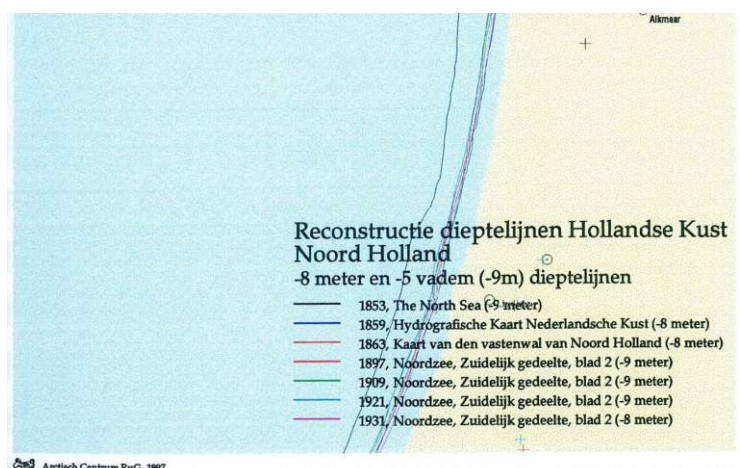 Alkmaar
Reconstructie dieptelijnen Hollandse Kust
Noord Holland
-8 meter en -5 vadem (-9m) dieptelijnen
1853, The North Sea (-9 meter)
1859, Hydrografische Kaart Nederlandsche Kust (-8 meter)
1863, Kaart van den vastenwal van Noord Holland (-8 meter)
1897, Noordzee, Zuidelijk gedeelte, blad 2 (-9 meter)
1909, Noordzee, Zuidelijk gedeelte, blad 2 (-9 meter)
1921, Noordzee, Zuidelijk gedeelte, blad 2 (-9 meter)
1931, Noordzee, Zuidelijk gedeelte, blad 2 (-8 meter)
Arctisch Centrum RuG, 1997